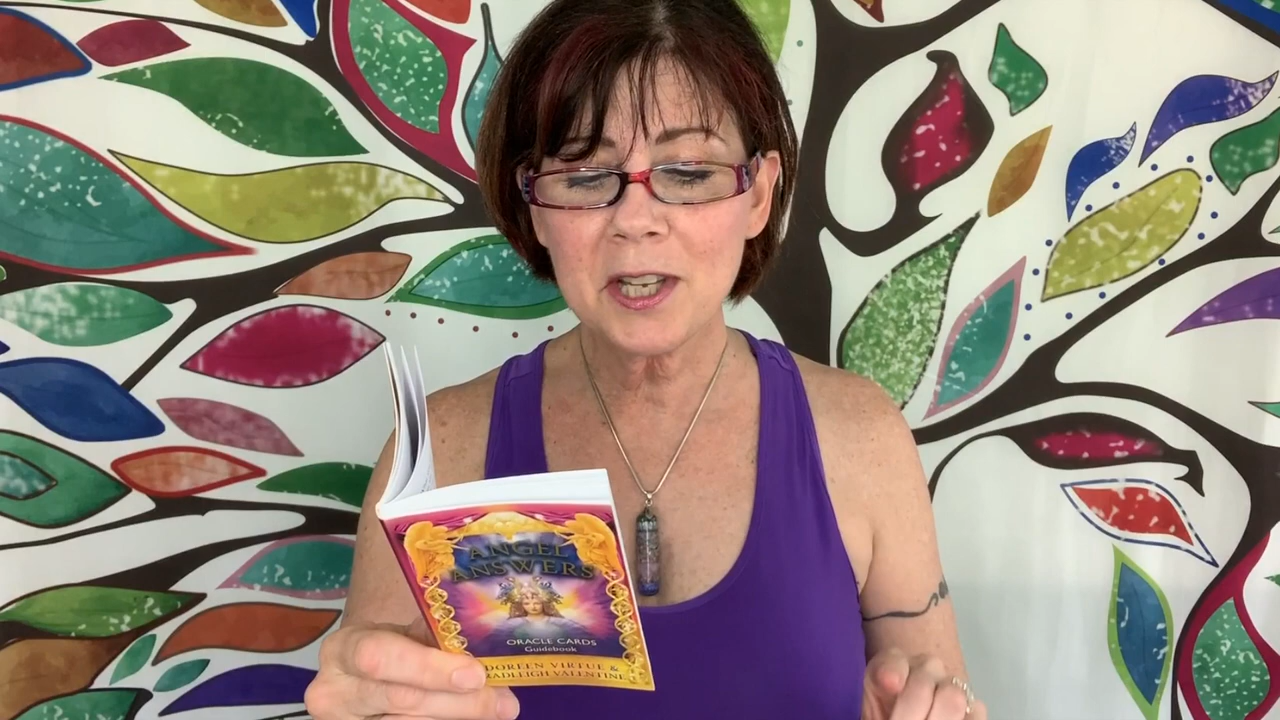 ANGEL
ANSWERS
ORACLE CARDS
Guidebook
DOREEN VIRTUE &
RADLEIGH VALENTINE